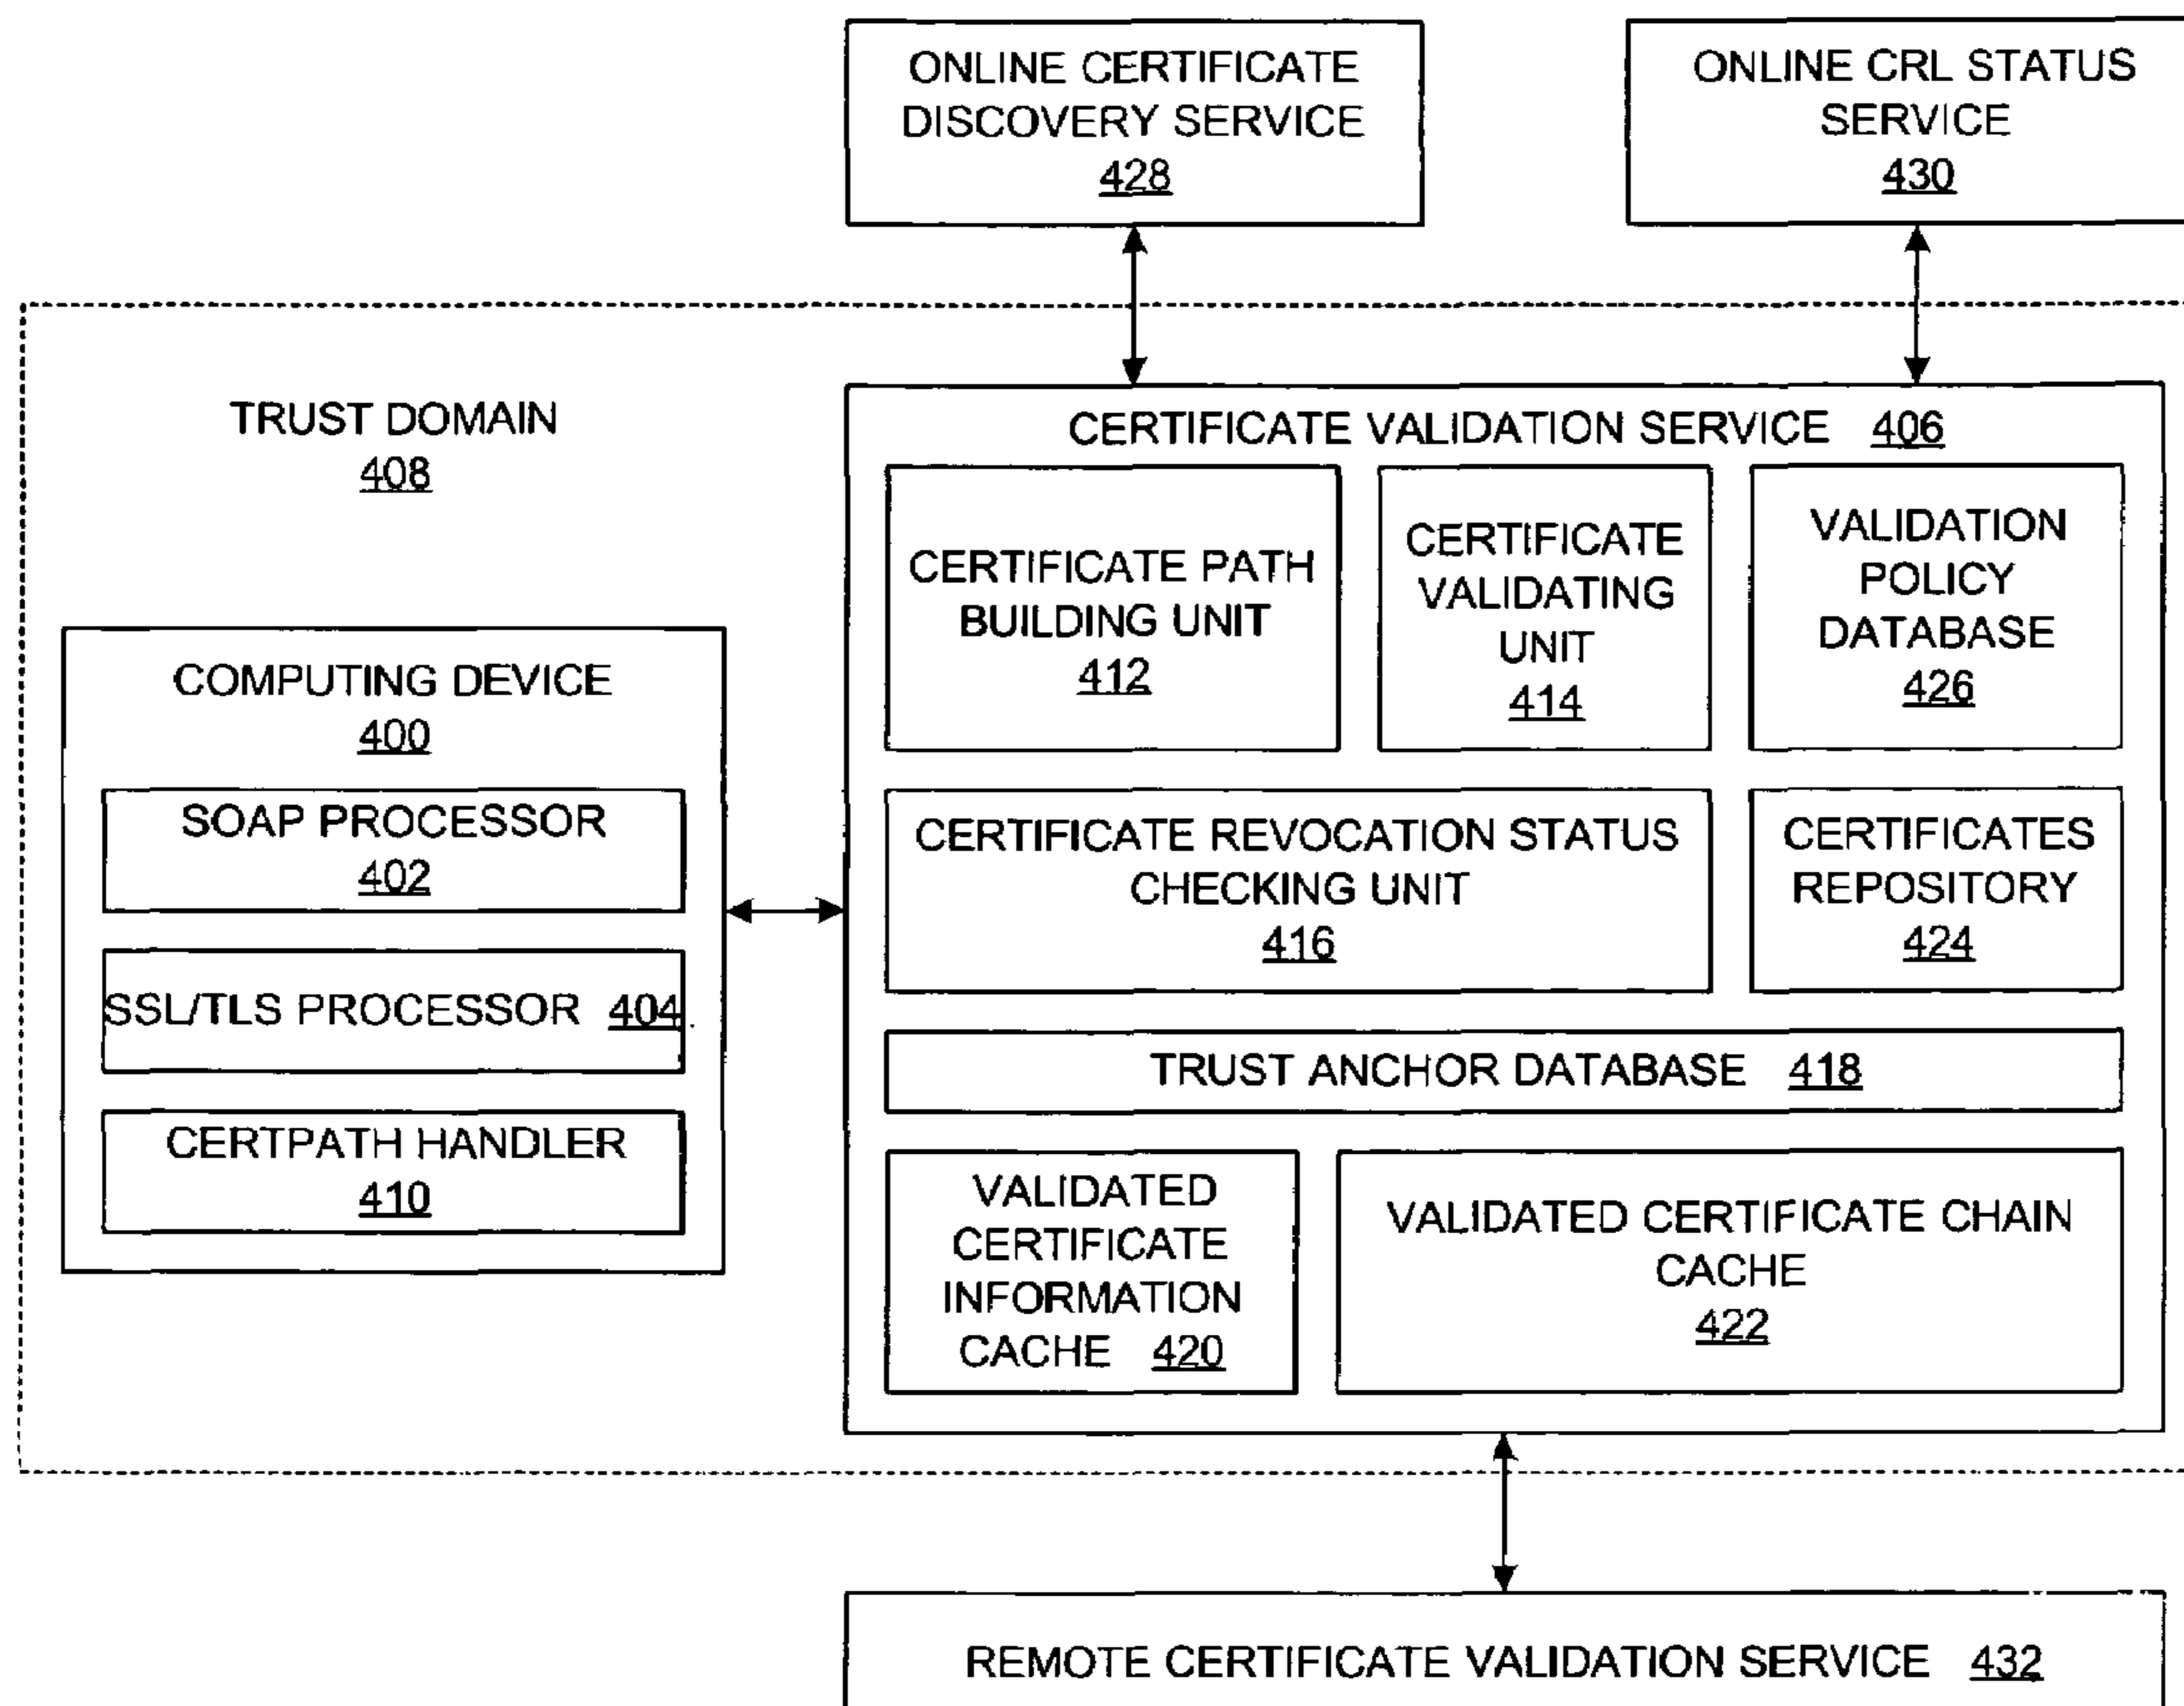 ONLINE CERTIFICATE
DISCOVERY SERVICE
428
ONLINE CRL STATUS
SERVICE
430
TRUST DOMAIN
408
COMPUTING DEVICE
400
SOAP PROCESSOR
402
SSL/TLS PROCESSOR 404
CERTPATH HANDLER
410
CERTIFICATE VALIDATION SERVICE 406
CERTIFICATE PATH
BUILDING UNIT
412
CERTIFICATE
VALIDATING
UNIT
414
VALIDATION
POLICY
DATABASE
426
CERTIFICATE REVOCATION STATUS
CHECKING UNIT
416
CERTIFICATES
REPOSITORY
424
TRUST ANCHOR DATABASE 418
VALIDATED
CERTIFICATE
INFORMATION
CACHE 420
VALIDATED CERTIFICATE CHAIN
CACHE
422
REMOTE CERTIFICATE VALIDATION SERVICE 432